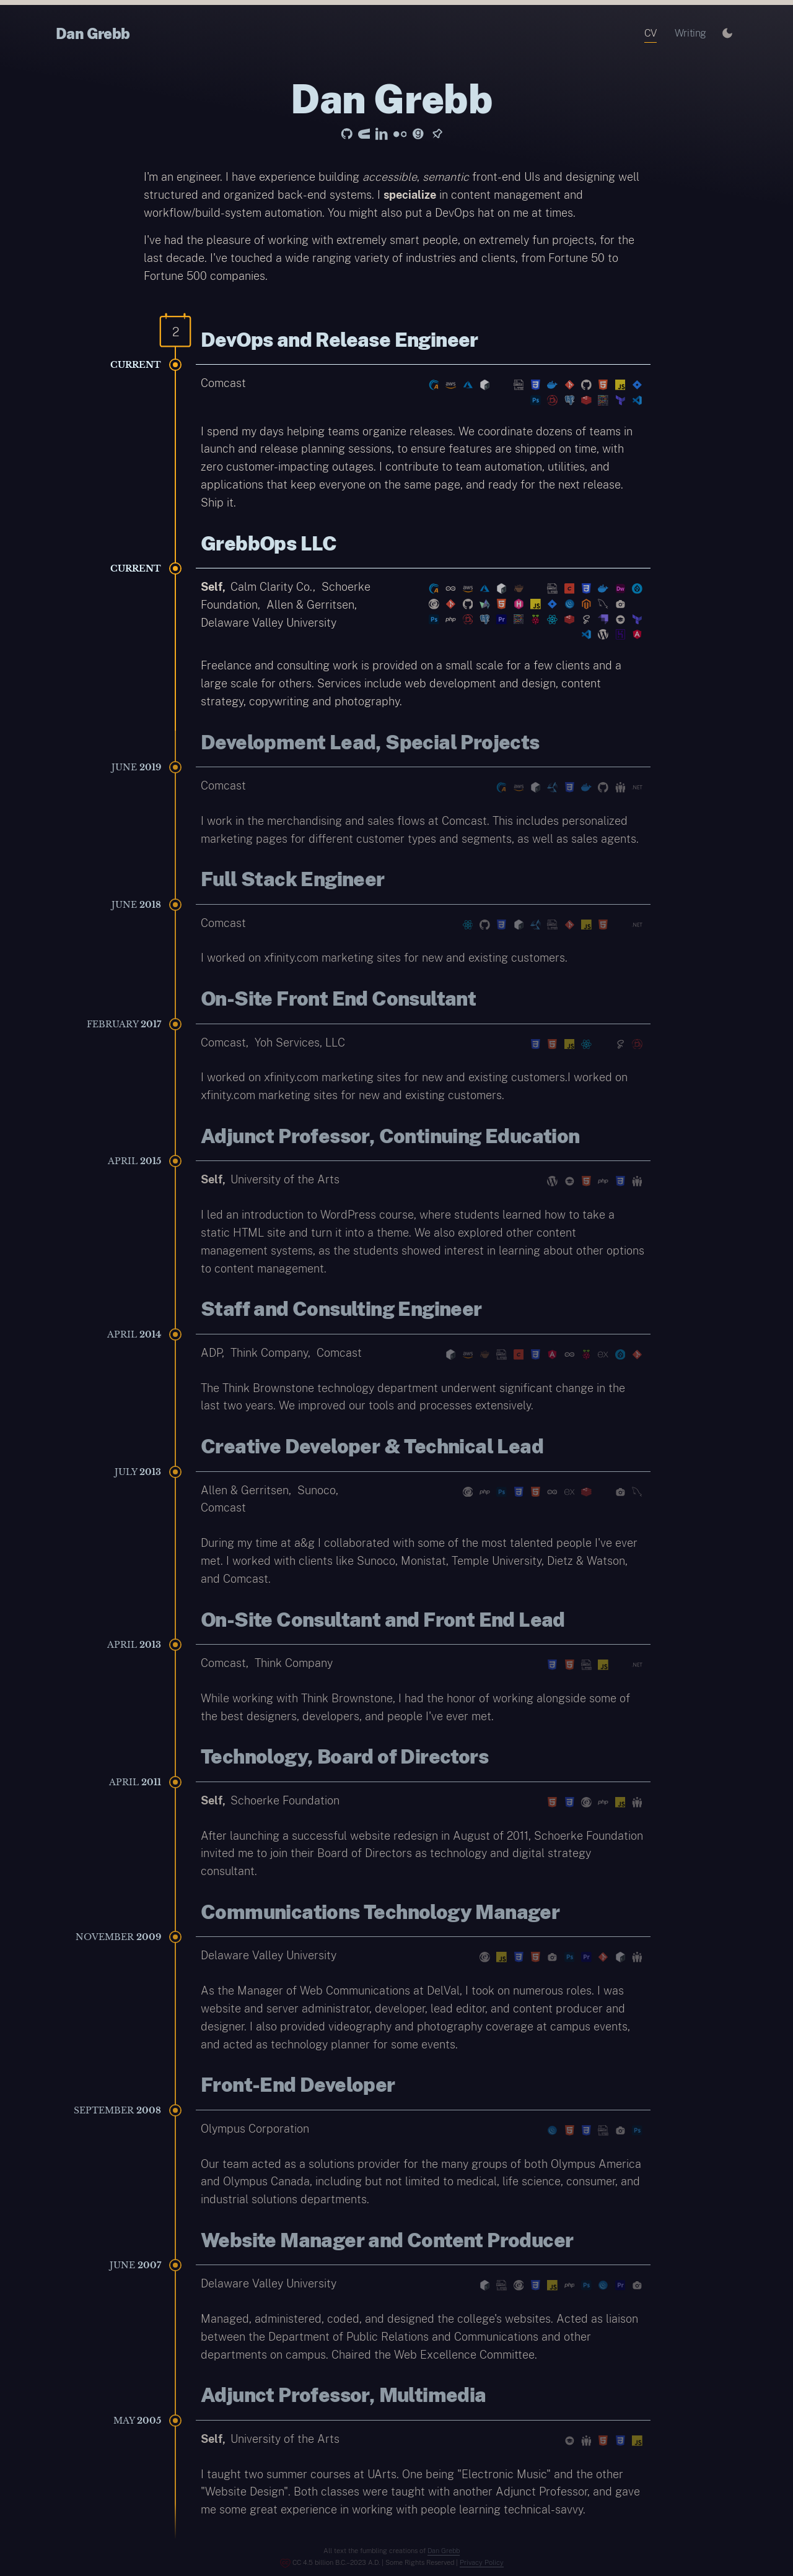 Dan Grebb
CV
Writing
Dan Grebb
I'm an engineer. I have experience building accessible, semantic front-end UIs and designing well
structured and organized back-end systems. I specialize in content management and
workflow/build-system automation. You might also put a DevOps hat on me at times.
I've had the pleasure of working with extremely smart people, on extremely fun projects, for the
last decade. I've touched a wide ranging variety of industries and clients, from Fortune 50 to
Fortune 500 companies.
2
DevOps and Release Engineer
CURRENT
Comcast
I spend my days helping teams organize releases. We coordinate dozens of teams in
launch and release planning sessions, to ensure features are shipped on time, with
zero customer-impacting outages. I contribute to team automation, utilities, and
applications that keep everyone on the same page, and ready for the next release.
Ship it.
GrebbOps LLC
CURRENT
Self, Calm Clarity Co., Schoerke
Foundation, Allen & Gerritsen,
Delaware Valley University
Freelance and consulting work is provided on a small scale for a few clients and a
large scale for others. Services include web development and design, content
strategy, copywriting and photography.
Development Lead, Special Projects
JUNE 2019
Comcast
I work in the merchandising and sales flows at Comcast. This includes personalized
marketing pages for different customer types and segments, as well as sales agents.
Full Stack Engineer
JUNE 2018
Comcast
I worked on xfinity.com marketing sites for new and existing customers.
On-Site Front End Consultant
FEBRUARY 2017
Comcast, Yoh Services, LLC
I worked on xfinity.com marketing sites for new and existing customers.I worked on
xfinity.com marketing sites for new and existing customers.
Adjunct Professor, Continuing Education
APRIL 2015
Self, University of the Arts
I led an introduction to WordPress course, where students learned how to take a
static HTML site and turn it into a theme. We also explored other content
management systems, as the students showed interest in learning about other options
to content management.
Staff and Consulting Engineer
APRIL 2014
ADP, Think Company, Comcast
The Think Brownstone technology department underwent significant change in the
last two years. We improved our tools and processes extensively.
Creative Developer & Technical Lead
JULY 2013
Allen & Gerritsen, Sunoco,
Comcast
During my time at a&g I collaborated with some of the most talented people I've ever
met. I worked with clients like Sunoco, Monistat, Temple University, Dietz & Watson,
and Comcast.
On-Site Consultant and Front End Lead
APRIL 2013
Comcast, Think Company
While working with Think Brownstone, I had the honor of working alongside some of
the best designers, developers, and people I've ever met.
Technology, Board of Directors
APRIL 2011
Self, Schoerke Foundation
After launching a successful website redesign in August of 2011, Schoerke Foundation
invited me to join their Board of Directors as technology and digital strategy
consultant.
Communications Technology Manager
NOVEMBER 2009
Delaware Valley University
As the Manager of Web Communications at DelVal, I took on numerous roles. I was
website and server administrator, developer, lead editor, and content producer and
designer. I also provided videography and photography coverage at campus events,
and acted as technology planner for some events.
Front-End Developer
SEPTEMBER 2008
Olympus Corporation
Our team acted as a solutions provider for the many groups of both Olympus America
and Olympus Canada, including but not limited to medical, life science, consumer, and
industrial solutions departments.
Website Manager and Content Producer
JUNE 2007
Delaware Valley University
Managed, administered, coded, and designed the college's websites. Acted as liaison
between the Department of Public Relations and Communications and other
departments on campus. Chaired the Web Excellence Committee.
Adjunct Professor, Multimedia
MAY 2005
Self, University of the Arts
I taught two summer courses at UArts. One being "Electronic Music" and the other
"Website Design". Both classes were taught with another Adjunct Professor, and gave
me some great experience in working with people learning technical-savvy.
All text the fumbling creations of Dan Grebb
CC 4.5 billion B.C.-2023 A.D. | Some Rights Reserved | Privacy Policy